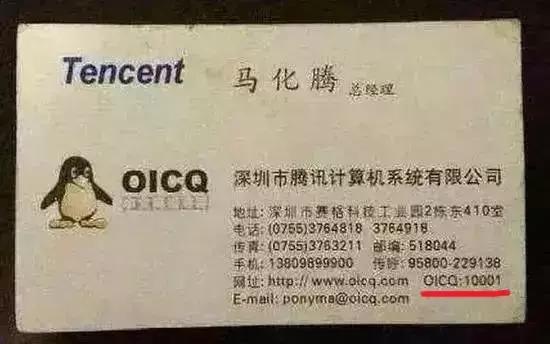 Tencent
马化腾 总经理
OICQ
深圳市腾讯计算机系统有限公司
地址:深圳市赛格科技工业园2栋东410室
电话:(0755)3764818 3764918
传真:(0755)3763211 邮编:518044
手机:13809899900 传呼:95800-229138
网址:http://www.oicq.com OICQ:10001
E-mail:ponyma@oicq.com